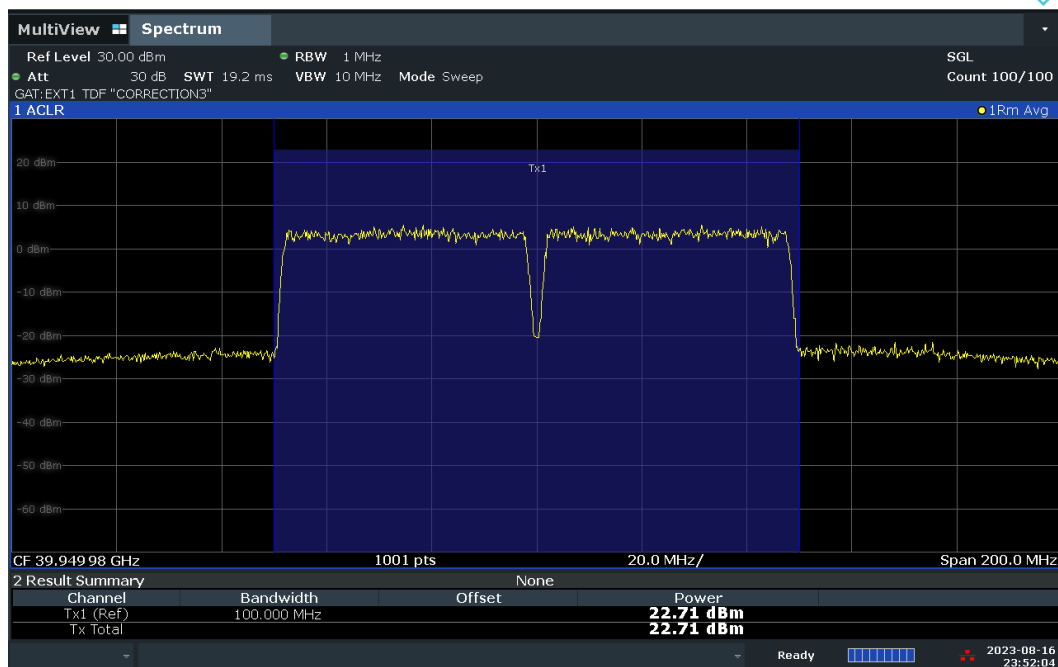 MultiView Spectrum
Ref Level 30.00 dBm RBW 1 MHz SGL
Att 30 dB SWT 19.2 ms VBW 10 MHz Mode Sweep Count 100/100
GAT:EXT1 TDF "CORRECTION3"
1 ACLR 1Rm Avg
Tx1
20 dBm
10 dBm
0 dBm
-10 dBm
-20 dBm
-30 dBm
-40 dBm
-50 dBm
-60 dBm
CF 39.94998 GHz 1001 pts 20.0 MHz/ Span 200.0 MHz
2 Result Summary None
Channel Bandwidth Offset Power
Tx1 (Ref) 100.000 MHz 22.71 dBm
Tx Total 22.71 dBm
Ready 2023-08-16
23:52:04